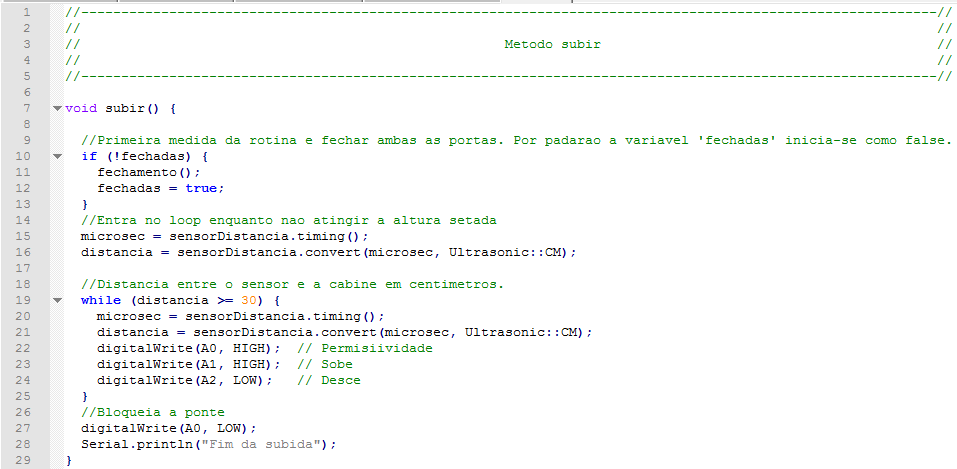 1 //-----------------------------------------------------------------------------------------------------------//
2 // //
3 // Metodo subir //
4 // //
5 //-----------------------------------------------------------------------------------------------------------//
6
7 void subir() {
8
9 //Primeira medida da rotina e fechar ambas as portas. Por padarao a variavel 'fechadas' inicia-se como false.
10 if (!fechadas) {
11 fechamento();
12 fechadas = true;
13 }
14 //Entra no loop enquanto nao atingir a altura setada
15 microsec = sensorDistancia.timing();
16 distancia = sensorDistancia.convert(microsec, Ultrasonic::CM);
17
18 //Distancia entre o sensor e a cabine em centimetros.
19 while (distancia >= 30) {
20 microsec = sensorDistancia.timing();
21 distancia = sensorDistancia.convert(microsec, Ultrasonic::CM);
22 digitalWrite(A0, HIGH); // Permisiividade
23 digitalWrite(A1, HIGH); // Sobe
24 digitalWrite(A2, LOW); // Desce
25 }
26 //Bloqueia a ponte
27 digitalWrite(A0, LOW);
28 Serial.println("Fim da subida");
29 }